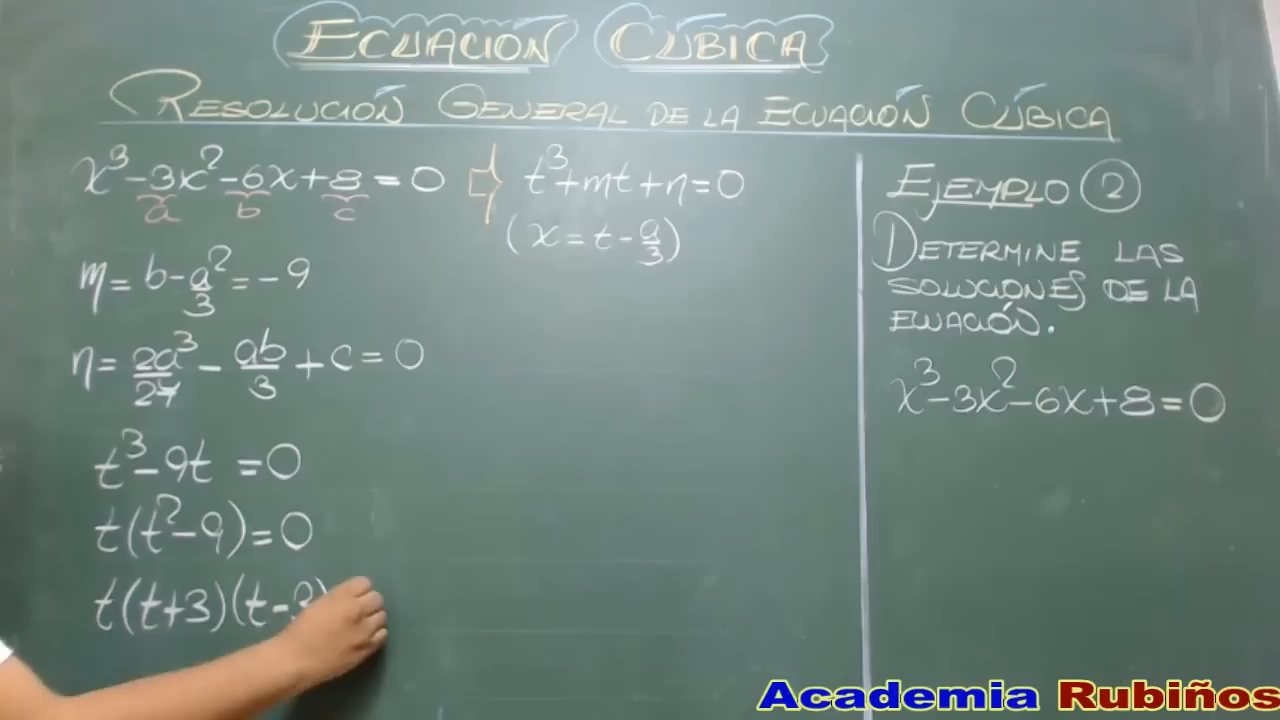 ECUACIÓN CÚBICA
RESOLUCIÓN GENERAL DE LA ECUACIÓN CÚBICA
x³-3x²-6x+8=0 ⇨ t³+mt+n=0
a b c
(x=t-a/3)
m=b-a²/3=-9
n=2a³/27-ab/3+c=0
t³-9t=0
t(t²-9)=0
t(t+3)(t-3)
EJEMPLO 2
DETERMINE LAS
SOLUCIONES DE LA
ECUACIÓN.
x³-3x²-6x+8=0
Academia Rubiños